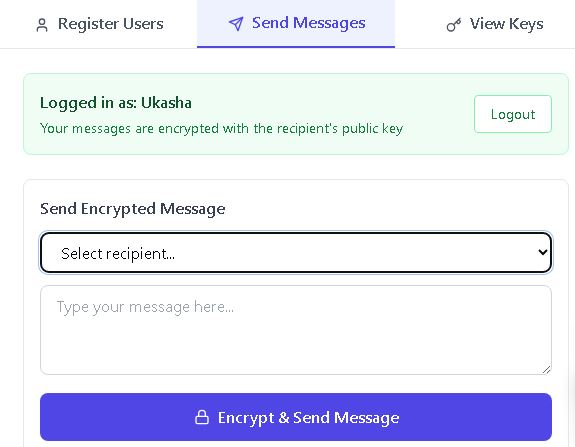 Register Users
Send Messages
View Keys
Logged in as: Ukasha
Your messages are encrypted with the recipient's public key
Logout
Send Encrypted Message
Select recipient...
Type your message here...
Encrypt & Send Message